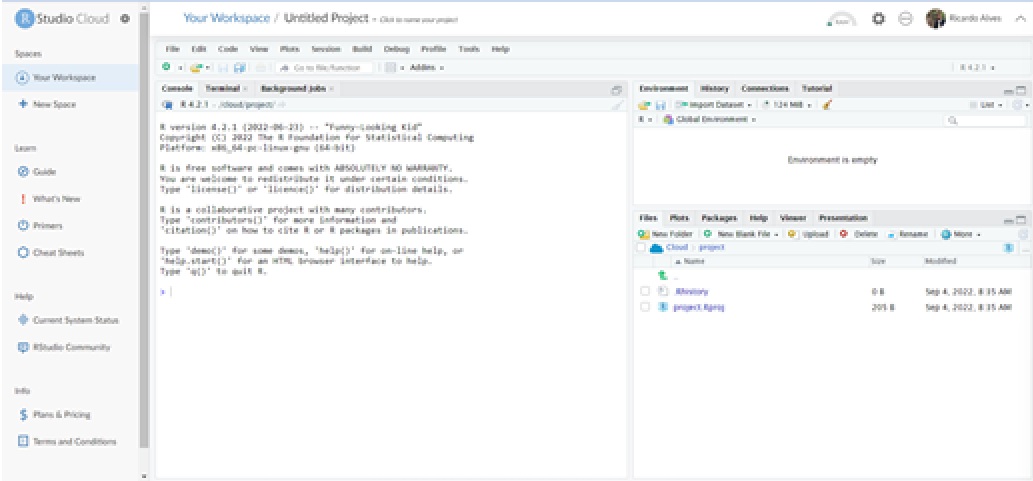 R Studio Cloud
Your Workspace / Untitled Project - Click to name your project
RAM
Ricardo Alves
Spaces
Your Workspace
New Space
Learn
Guide
What's New
Primers
Cheat Sheets
Help
Current System Status
RStudio Community
Info
Plans & Pricing
Terms and Conditions
File Edit Code View Plots Session Build Debug Profile Tools Help
Go to file/function Addins
R 4.2.1
Console Terminal Background Jobs
R 4.2.1 · /cloud/project/
R version 4.2.1 (2022-06-23) -- "Funny-Looking Kid"
Copyright (C) 2022 The R Foundation for Statistical Computing
Platform: x86_64-pc-linux-gnu (64-bit)
R is free software and comes with ABSOLUTELY NO WARRANTY.
You are welcome to redistribute it under certain conditions.
Type 'license()' or 'licence()' for distribution details.
R is a collaborative project with many contributors.
Type 'contributors()' for more information and
'citation()' on how to cite R or R packages in publications.
Type 'demo()' for some demos, 'help()' for on-line help, or
'help.start()' for an HTML browser interface to help.
Type 'q()' to quit R.
>
Environment History Connections Tutorial
Import Dataset 124 MiB List
R Global Environment
Environment is empty
Files Plots Packages Help Viewer Presentation
New Folder New Blank File Upload Delete Rename More
Cloud project
Name Size Modified
..
.Rhistory 0 B Sep 4, 2022, 8:35 AM
project.Rproj 205 B Sep 4, 2022, 8:35 AM